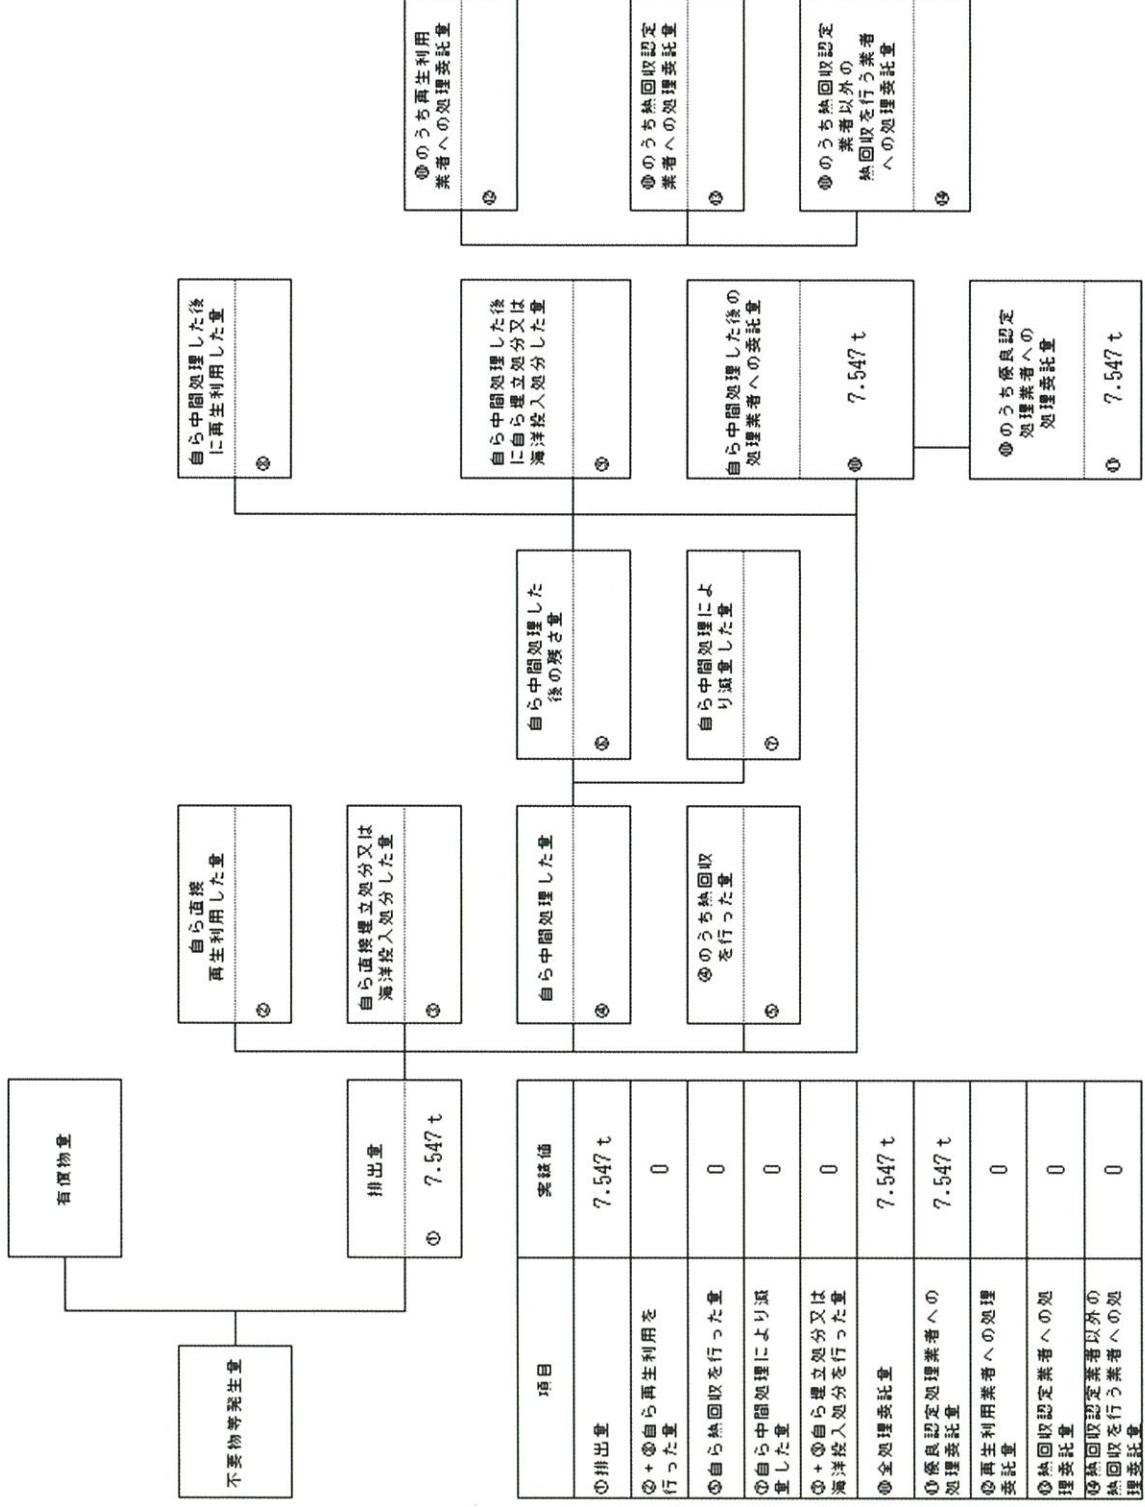 有償物量
不要物等発生量
排出量
① 7.547 t
自ら直接
再生利用した量
②
自ら直接埋立処分又は
海洋投入処分した量
③
自ら中間処理した量
④
④のうち熱回収
を行った量
⑤
自ら中間処理した
後の残さ量
⑥
自ら中間処理によ
り減量した量
⑦
自ら中間処理した後
に再生利用した量
⑧
自ら中間処理した後
に自ら埋立処分又は
海洋投入処分した量
⑨
自ら中間処理した後の
処理業者への委託量
⑩ 7.547 t
⑩のうち優良認定
処理業者への
処理委託量
⑪ 7.547 t
⑩のうち再生利用
業者への処理委託量
⑫
⑩のうち熱回収認定
業者への処理委託量
⑬
⑩のうち熱回収認定
業者以外の
熱回収を行う業者
への処理委託量
⑭
項目 実績値
①排出量 7.547 t
②+⑧自ら再生利用を
行った量 0
⑤自ら熱回収を行った量 0
⑦自ら中間処理により減
量した量 0
③+⑨自ら埋立処分又は
海洋投入処分を行った量 0
⑩全処理委託量 7.547 t
⑪優良認定処理業者への
処理委託量 7.547 t
⑫再生利用業者への処理
委託量 0
⑬熱回収認定業者への処
理委託量 0
⑭熱回収認定業者以外の
熱回収を行う業者への処
理委託量 0